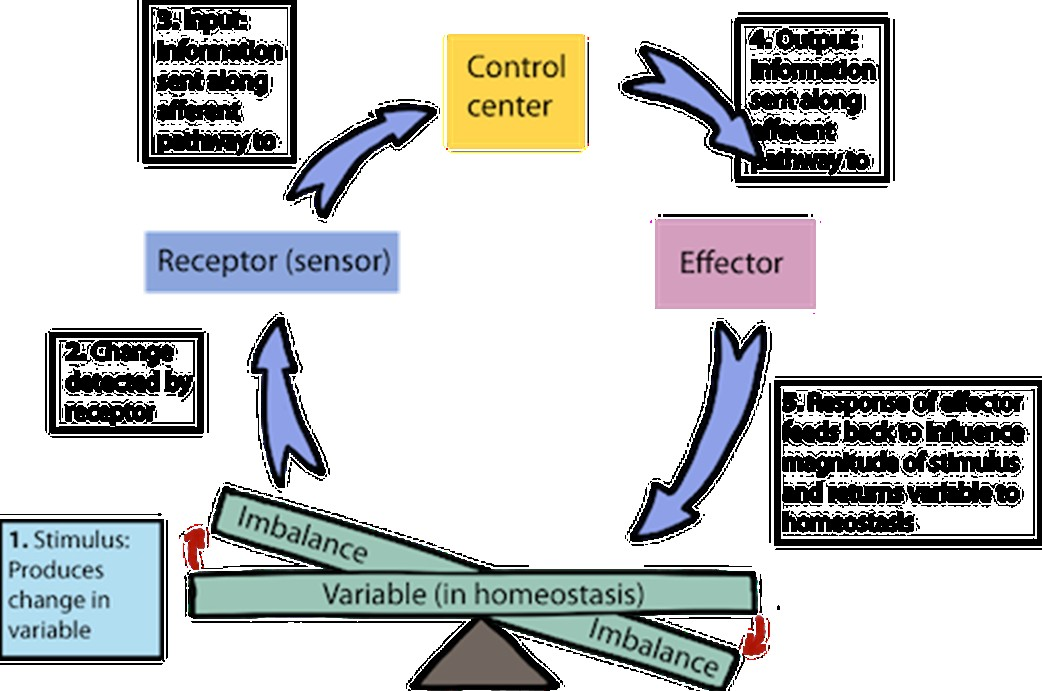 3. Input:
Information
sent along
afferent
pathway to
Control
center
4. Output:
Information
sent along
efferent
pathway to
Receptor (sensor)
Effector
2. Change
detected by
receptor
5. Response of effector
feeds back to influence
magnitude of stimulus
and returns variable to
homeostasis
1. Stimulus:
Produces
change in
variable
Imbalance
Variable (in homeostasis)
Imbalance